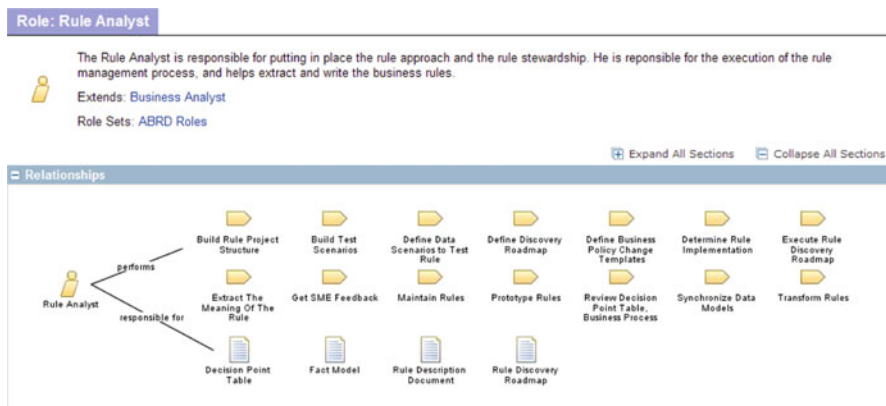 Role: Rule Analyst
The Rule Analyst is responsible for putting in place the rule approach and the rule stewardship. He is reponsible for the execution of the rule
management process, and helps extract and write the business rules.
Extends: Business Analyst
Role Sets: ABRD Roles
Expand All Sections Collapse All Sections
Relationships
performs
Build Rule Project
Structure
Build Test
Scenarios
Define Data
Scenarios to Test
Rule
Define Discovery
Roadmap
Define Business
Policy Change
Templates
Determine Rule
Implementation
Execute Rule
Discovery
Roadmap
Rule Analyst
Extract The
Meaning Of The
Rule
Get SME Feedback
Maintain Rules
Prototype Rules
Review Decision
Point Table,
Business Process
Synchronize Data
Models
Transform Rules
responsible for
Decision Point
Table
Fact Model
Rule Description
Document
Rule Discovery
Roadmap